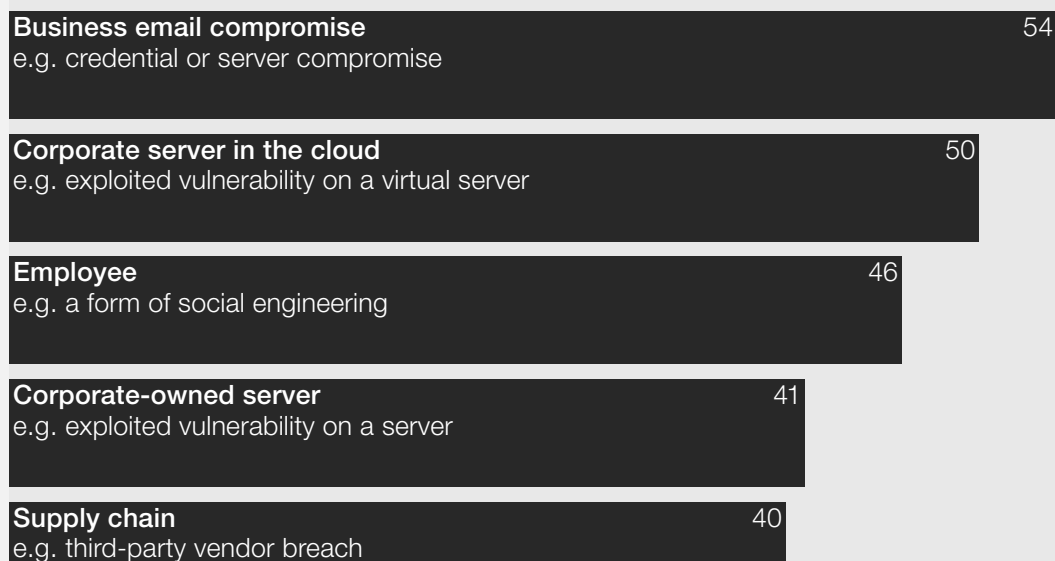 Business email compromise 54
e.g. credential or server compromise
Corporate server in the cloud 50
e.g. exploited vulnerability on a virtual server
Employee 46
e.g. a form of social engineering
Corporate-owned server 41
e.g. exploited vulnerability on a server
Supply chain 40
e.g. third-party vendor breach